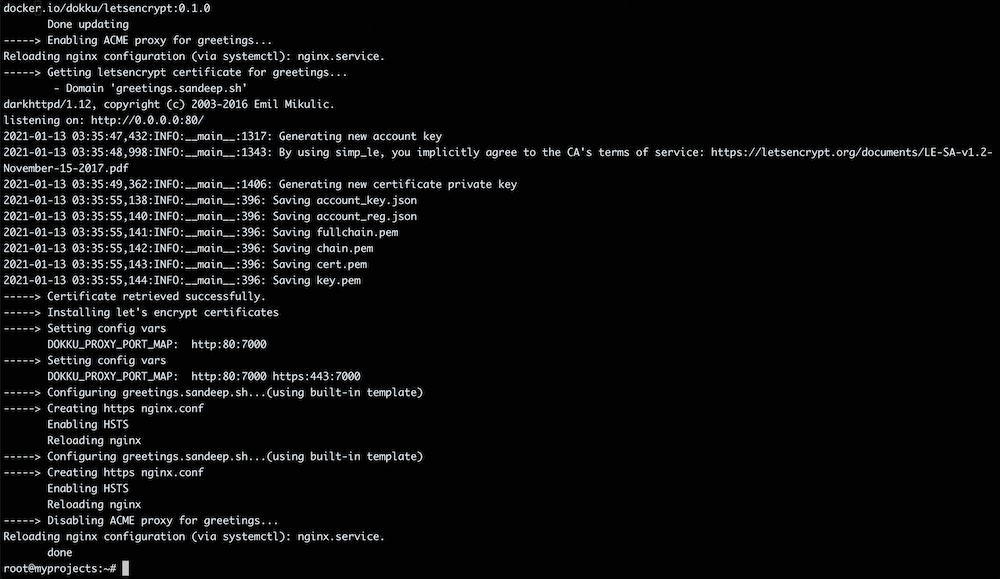 docker.io/dokku/letsencrypt:0.1.0
Done updating
-----> Enabling ACME proxy for greetings...
Reloading nginx configuration (via systemctl): nginx.service.
-----> Getting letsencrypt certificate for greetings...
- Domain 'greetings.sandeep.sh'
darkhttpd/1.12, copyright (c) 2003-2016 Emil Mikulic.
listening on: http://0.0.0.0:80/
2021-01-13 03:35:47,432:INFO:__main__:1317: Generating new account key
2021-01-13 03:35:48,998:INFO:__main__:1343: By using simp_le, you implicitly agree to the CA's terms of service: https://letsencrypt.org/documents/LE-SA-v1.2-
November-15-2017.pdf
2021-01-13 03:35:49,362:INFO:__main__:1406: Generating new certificate private key
2021-01-13 03:35:55,138:INFO:__main__:396: Saving account_key.json
2021-01-13 03:35:55,140:INFO:__main__:396: Saving account_reg.json
2021-01-13 03:35:55,141:INFO:__main__:396: Saving fullchain.pem
2021-01-13 03:35:55,142:INFO:__main__:396: Saving chain.pem
2021-01-13 03:35:55,143:INFO:__main__:396: Saving cert.pem
2021-01-13 03:35:55,144:INFO:__main__:396: Saving key.pem
-----> Certificate retrieved successfully.
-----> Installing let's encrypt certificates
-----> Setting config vars
DOKKU_PROXY_PORT_MAP:  http:80:7000
-----> Setting config vars
DOKKU_PROXY_PORT_MAP:  http:80:7000 https:443:7000
-----> Configuring greetings.sandeep.sh...(using built-in template)
-----> Creating https nginx.conf
Enabling HSTS
Reloading nginx
-----> Configuring greetings.sandeep.sh...(using built-in template)
-----> Creating https nginx.conf
Enabling HSTS
Reloading nginx
-----> Disabling ACME proxy for greetings...
Reloading nginx configuration (via systemctl): nginx.service.
done
root@myprojects:~#